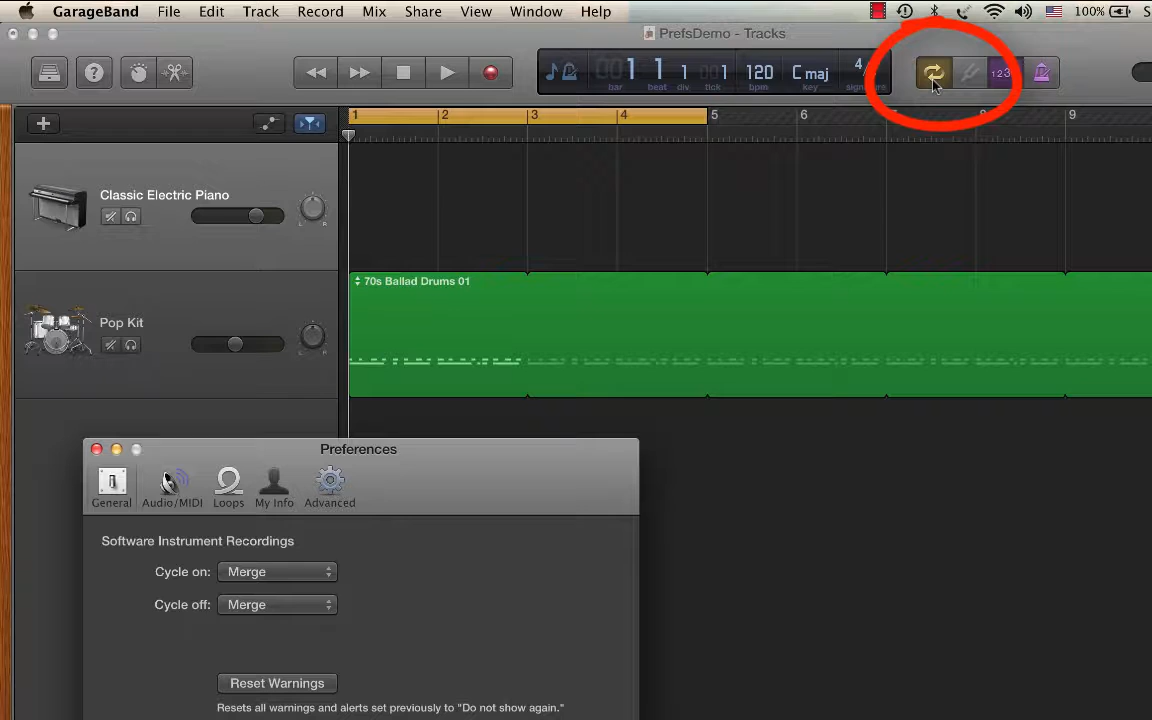 GarageBand File Edit Track Record Mix Share View Window Help 100% S
PrefsDemo - Tracks
001 1 1 001 120 C maj 4/
bar beat div tick bpm key
123
1 2 3 4 5 6 8 9
Classic Electric Piano
L R
70s Ballad Drums 01
Pop Kit
L R
Preferences
General Audio/MIDI Loops My Info Advanced
Software Instrument Recordings
Cycle on: Merge
Cycle off: Merge
Reset Warnings
Resets all warnings and alerts set previously to "Do not show again."